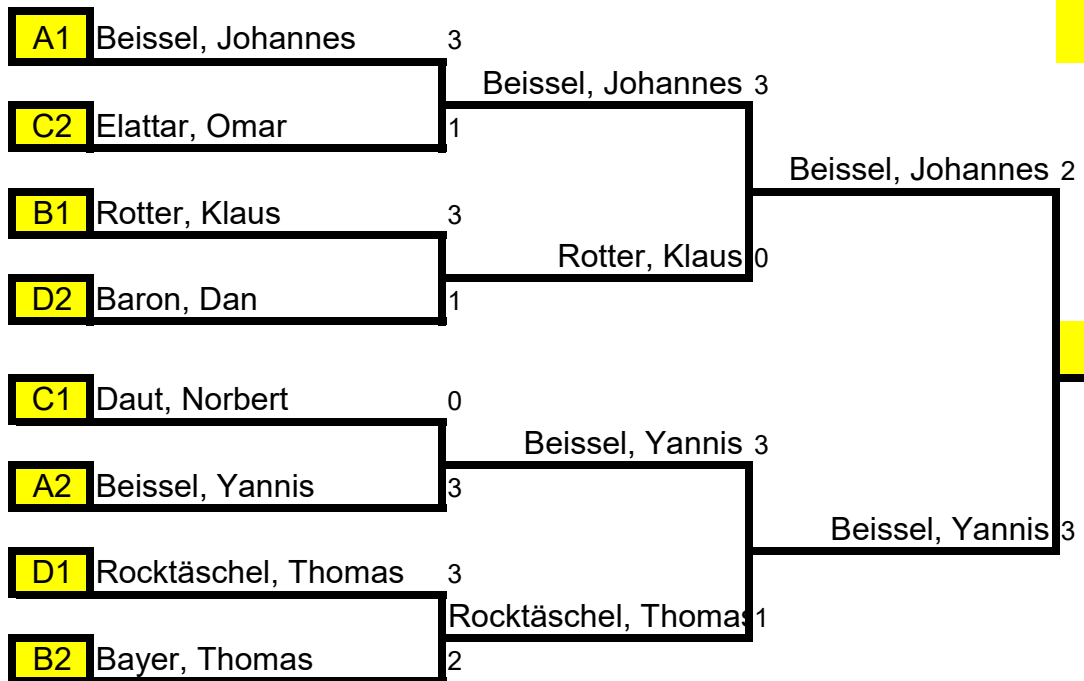 A1 Beissel, Johannes 3
Beissel, Johannes 3
C2 Elattar, Omar 1
Beissel, Johannes 2
B1 Rotter, Klaus 3
Rotter, Klaus 0
D2 Baron, Dan 1
C1 Daut, Norbert 0
Beissel, Yannis 3
A2 Beissel, Yannis 3
Beissel, Yannis 3
D1 Rocktäschel, Thomas 3
Rocktäschel, Thomas 1
B2 Bayer, Thomas 2